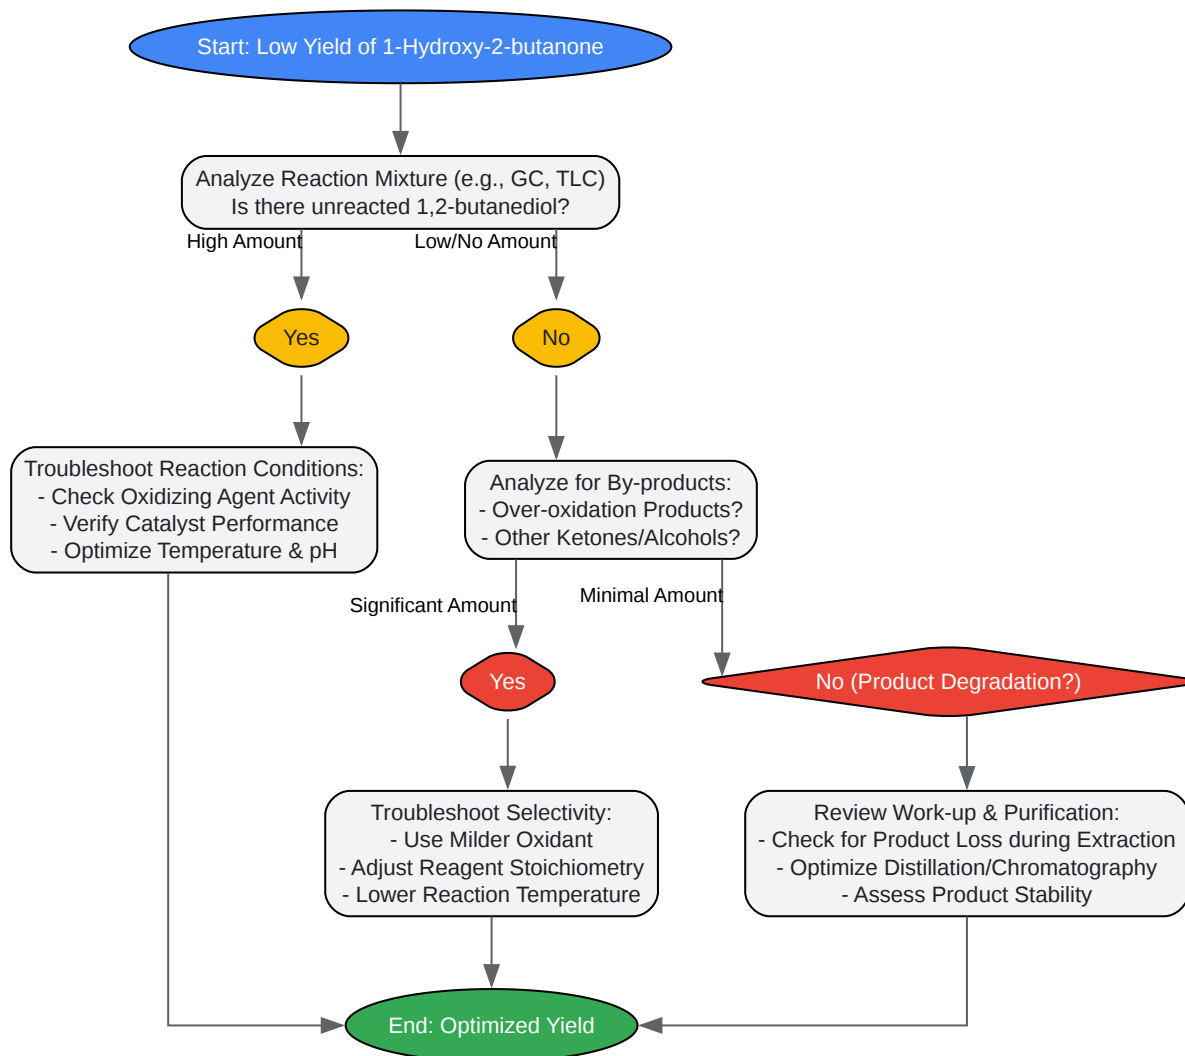 Start: Low Yield of 1-Hydroxy-2-butanone
Analyze Reaction Mixture (e.g., GC, TLC)
Is there unreacted 1,2-butanediol?
High Amount
Low/No Amount
Yes
No
Troubleshoot Reaction Conditions:
- Check Oxidizing Agent Activity
- Verify Catalyst Performance
- Optimize Temperature & pH
Analyze for By-products:
- Over-oxidation Products?
- Other Ketones/Alcohols?
Significant Amount
Minimal Amount
Yes
No (Product Degradation?)
Troubleshoot Selectivity:
- Use Milder Oxidant
- Adjust Reagent Stoichiometry
- Lower Reaction Temperature
Review Work-up & Purification:
- Check for Product Loss during Extraction
- Optimize Distillation/Chromatography
- Assess Product Stability
End: Optimized Yield